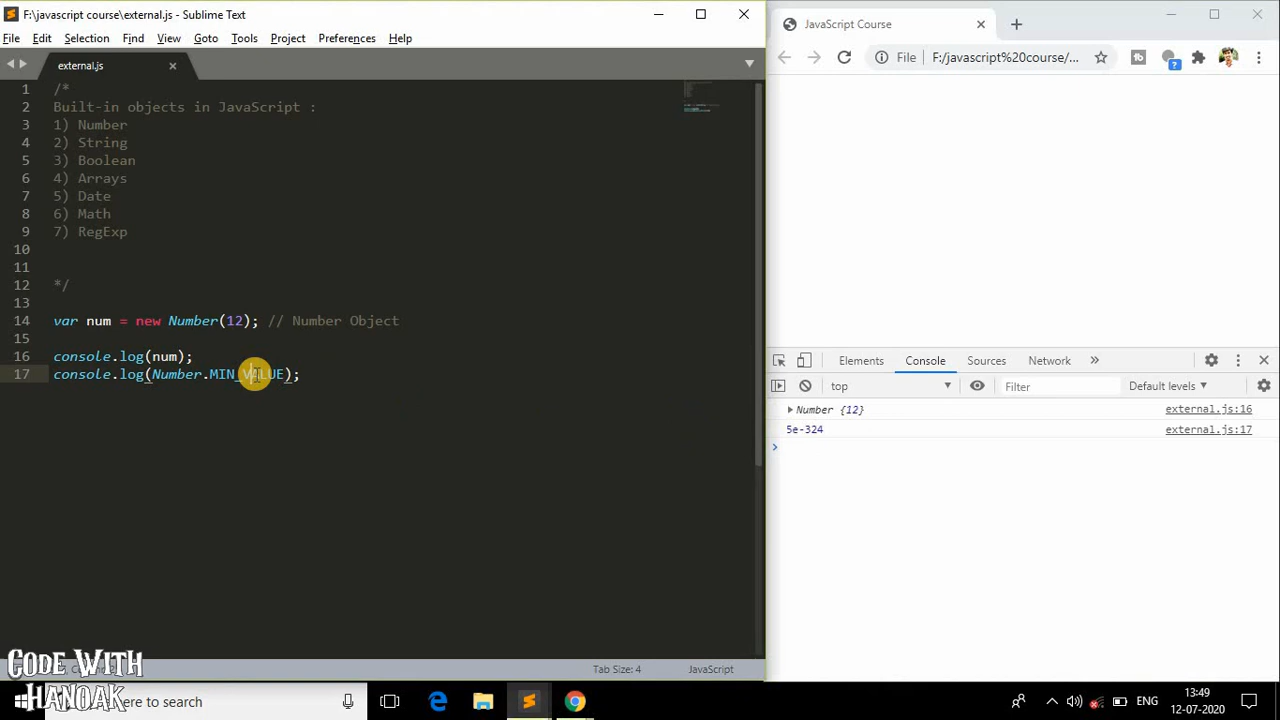 F:\javascript course\external.js - Sublime Text
File Edit Selection Find View Goto Tools Project Preferences Help
external.js
1 /*
2 Built-in objects in JavaScript :
3 1) Number
4 2) String
5 3) Boolean
6 4) Arrays
7 5) Date
8 6) Math
9 7) RegExp
10
11
12 */
13
14 var num = new Number(12); // Number Object
15
16 console.log(num);
17 console.log(Number.MIN_VALUE);
Tab Size: 4 JavaScript
JavaScript Course
File F:/javascript%20course/...
Elements Console Sources Network
top Filter Default levels
Number {12} external.js:16
5e-324 external.js:17
CODE WITH
HANOAK
here to search
ENG
13:49
12-07-2020